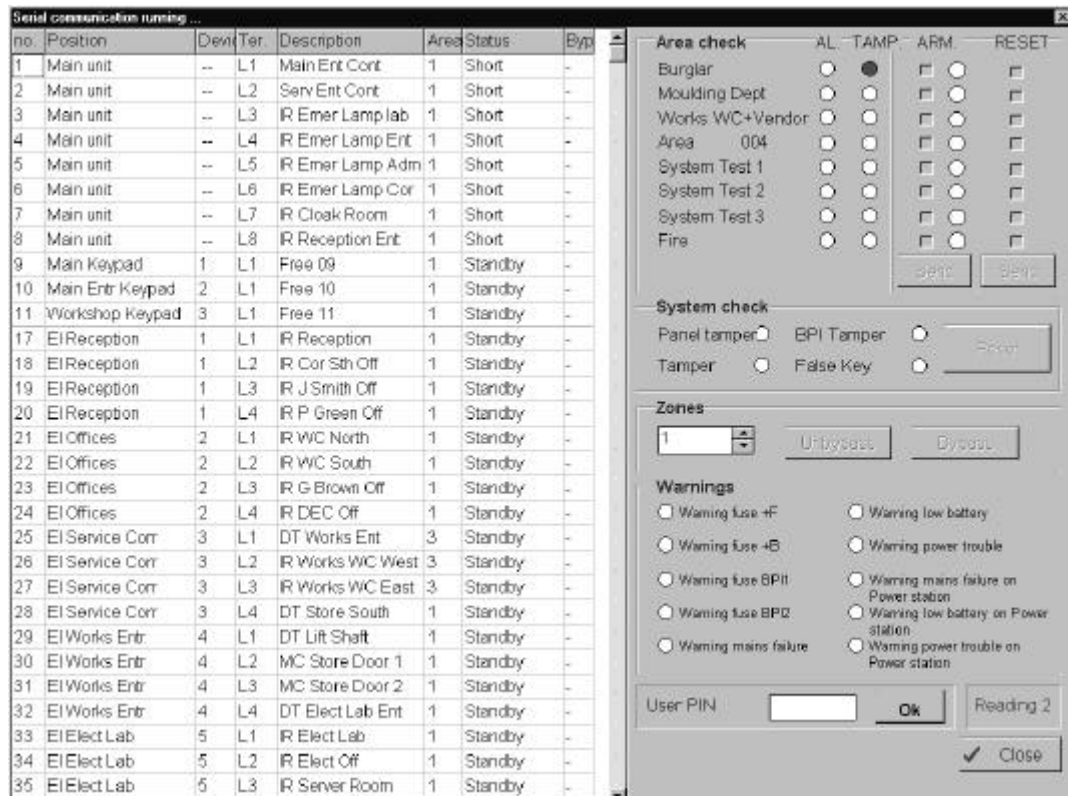 Serial communication running ...
no. Position Devic Ter. Description Area Status Byp
1 Main unit -- L1 Main Ent Cont 1 Short -
2 Main unit -- L2 Serv Ent Cont 1 Short -
3 Main unit -- L3 IR Emer Lamp lab 1 Short -
4 Main unit -- L4 IR Emer Lamp Ent 1 Short -
5 Main unit -- L5 IR Emer Lamp Adm 1 Short -
6 Main unit -- L6 IR Emer Lamp Cor 1 Short -
7 Main unit -- L7 IR Cloak Room 1 Short -
8 Main unit -- L8 IR Reception Ent 1 Short -
9 Main Keypad 1 L1 Free 09 1 Standby -
10 Main Entr Keypad 2 L1 Free 10 1 Standby -
11 Workshop Keypad 3 L1 Free 11 1 Standby -
17 EI Reception 1 L1 IR Reception 1 Standby -
18 EI Reception 1 L2 IR Cor Sth Off 1 Standby -
19 EI Reception 1 L3 IR J Smith Off 1 Standby -
20 EI Reception 1 L4 IR P Green Off 1 Standby -
21 EI Offices 2 L1 IR WC North 1 Standby -
22 EI Offices 2 L2 IR WC South 1 Standby -
23 EI Offices 2 L3 IR G Brown Off 1 Standby -
24 EI Offices 2 L4 IR DEC Off 1 Standby -
25 EI Service Corr 3 L1 DT Works Ent 3 Standby -
26 EI Service Corr 3 L2 IR Works WC West 3 Standby -
27 EI Service Corr 3 L3 IR Works WC East 3 Standby -
28 EI Service Corr 3 L4 DT Store South 1 Standby -
29 EI Works Entr 4 L1 DT Lift Shaft 1 Standby -
30 EI Works Entr 4 L2 MC Store Door 1 1 Standby -
31 EI Works Entr 4 L3 MC Store Door 2 1 Standby -
32 EI Works Entr 4 L4 DT Elect Lab Ent 1 Standby -
33 EI Elect Lab 5 L1 IR Elect Lab 1 Standby -
34 EI Elect Lab 5 L2 IR Elect Off 1 Standby -
35 EI Elect Lab 5 L3 IR Server Room 1 Standby -
Area check AL. TAMP. ARM. RESET
Burglar
Moulding Dept
Works WC+Vendor
Area 004
System Test 1
System Test 2
System Test 3
Fire
Send Send
System check
Panel tamper BPI Tamper
Reset
Tamper False Key
Zones
1 Unbypass Bypass
Warnings
Warning fuse +F Warning low battery
Warning fuse +B Warning power trouble
Warning fuse BPI1 Warning mains failure on
Power station
Warning fuse BPI2 Warning low battery on Power
station
Warning mains failure Warning power trouble on
Power station
User PIN Ok Reading 2
Close